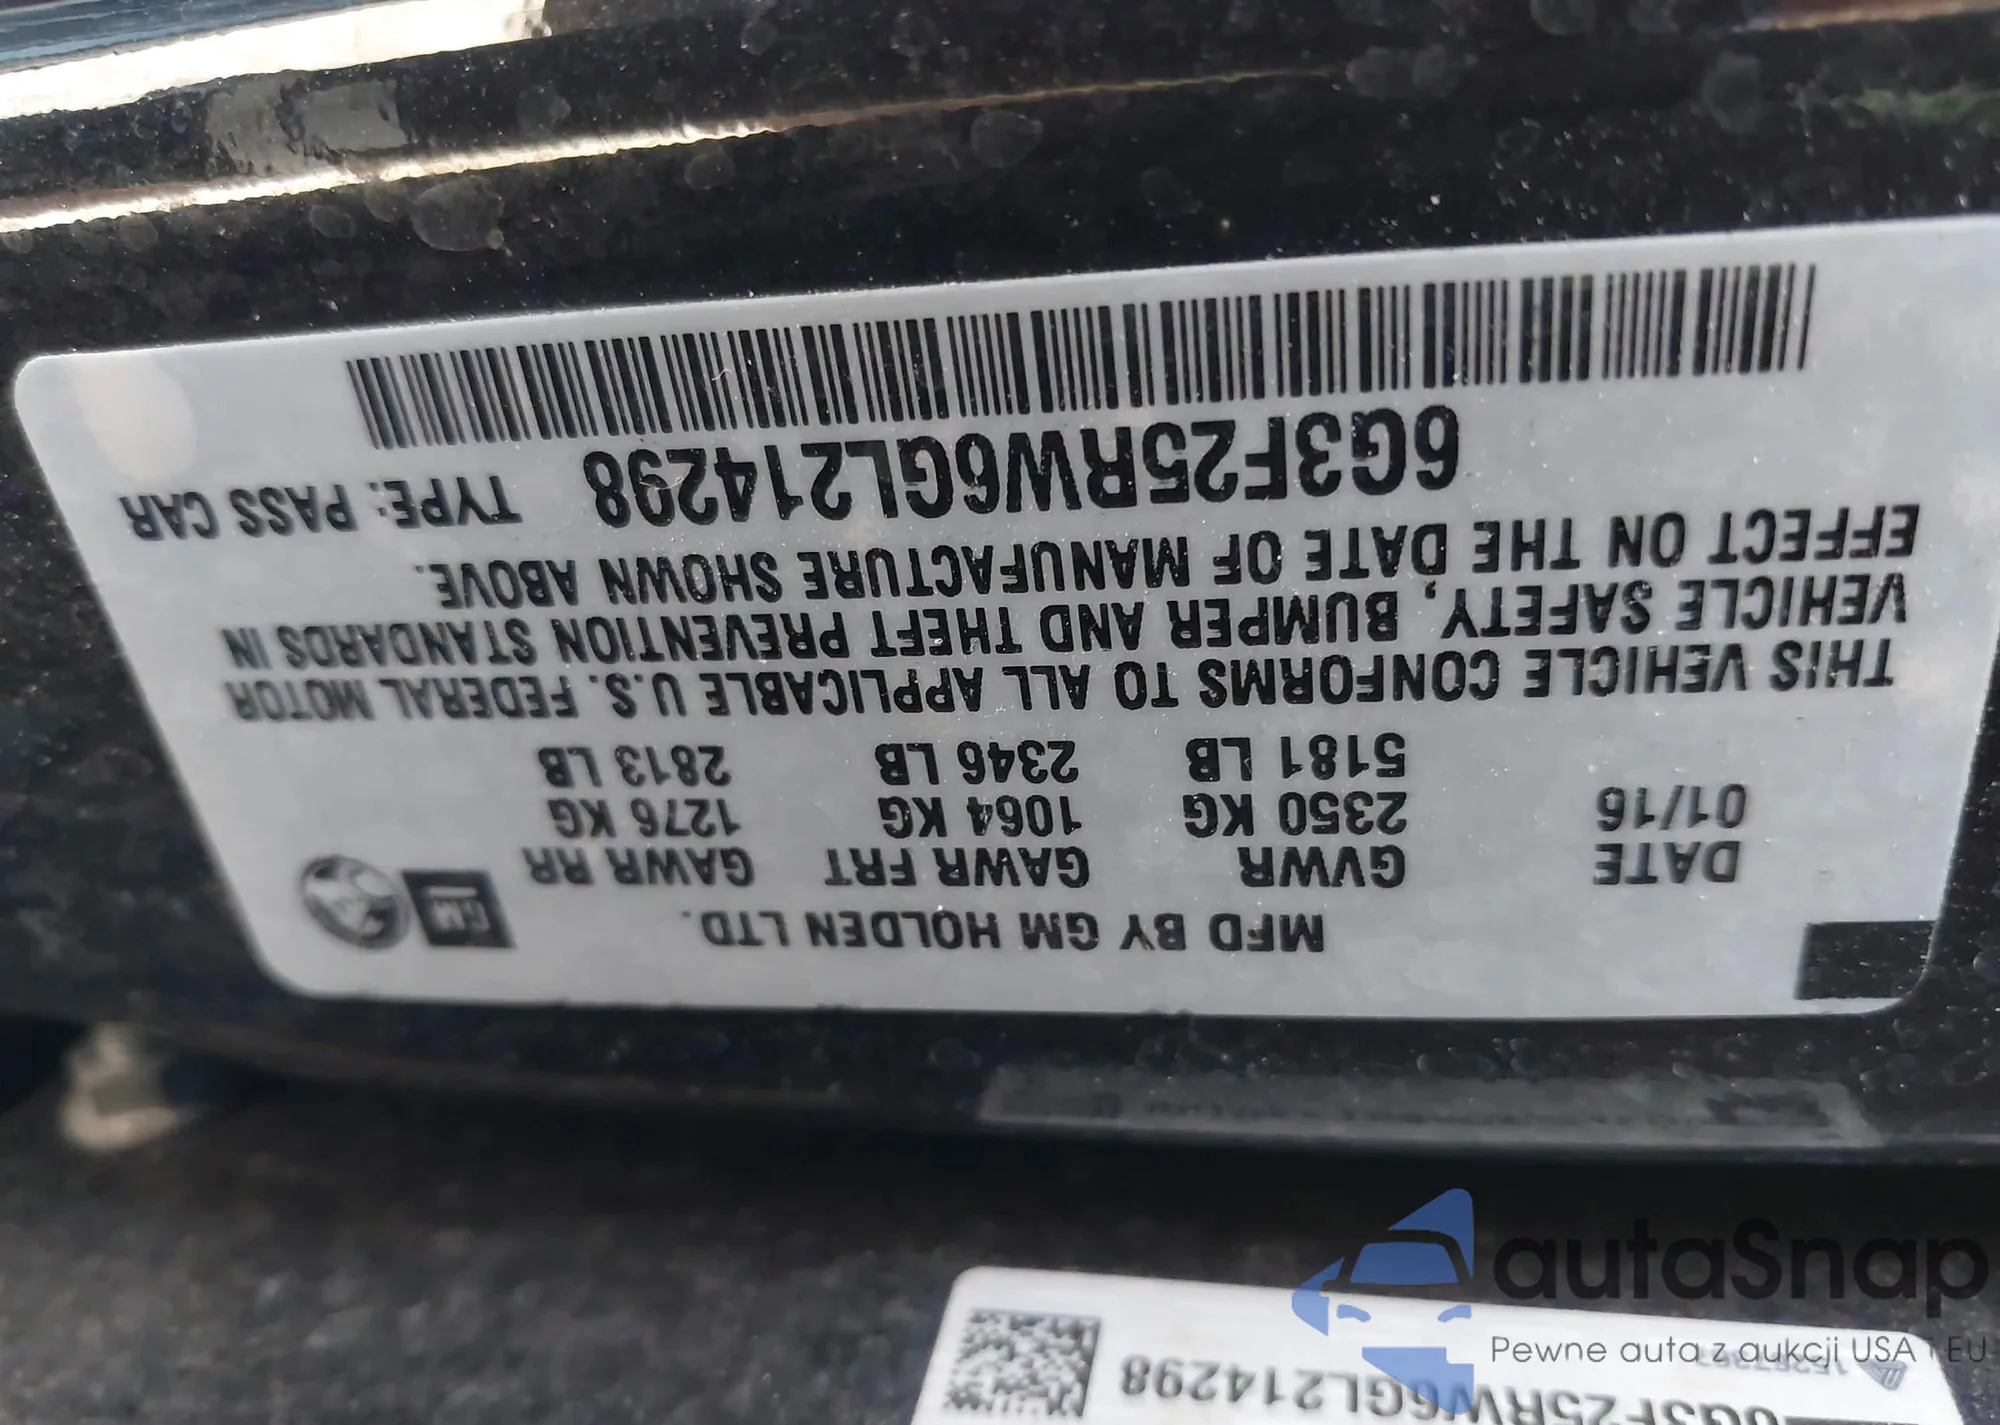 MFD BY GM HOLDEN LTD. GM
DATE GVWR GAWR FRT GAWR RR
01/16 2350 KG 1064 KG 1276 KG
5181 LB 2346 LB 2813 LB
THIS VEHICLE CONFORMS TO ALL APPLICABLE U.S. FEDERAL MOTOR
VEHICLE SAFETY, BUMPER AND THEFT PREVENTION STANDARDS IN
EFFECT ON THE DATE OF MANUFACTURE SHOWN ABOVE.
6G3F25RW6GL214298 TYPE: PASS CAR
6G3F25RW6GL214298
autaSnap
Pewne auta z aukcji USA i EU